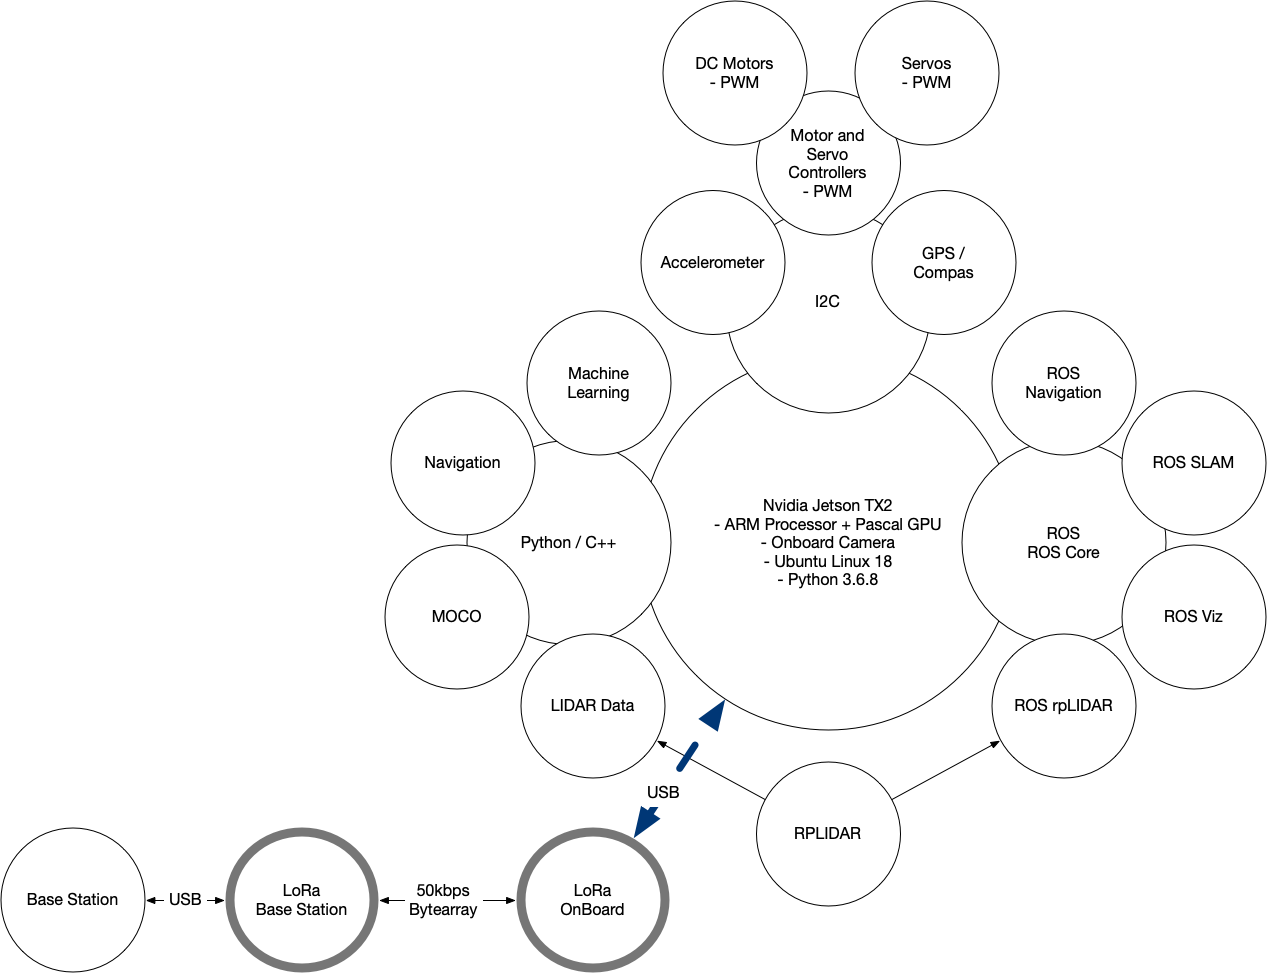 DC Motors
- PWM
Servos
- PWM
Motor and
Servo
Controllers
- PWM
Accelerometer
GPS /
Compas
I2C
Machine
Learning
ROS
Navigation
Navigation
ROS SLAM
Nvidia Jetson TX2
- ARM Processor + Pascal GPU
- Onboard Camera
- Ubuntu Linux 18
- Python 3.6.8
Python / C++
ROS
ROS Core
MOCO
ROS Viz
LIDAR Data
ROS rpLIDAR
USB
RPLIDAR
Base Station
USB
LoRa
Base Station
50kbps
Bytearray
LoRa
OnBoard